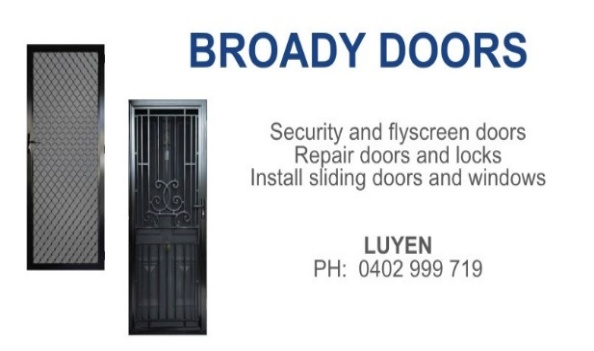 BROADY DOORS
Security and flyscreen doors
Repair doors and locks
Install sliding doors and windows
LUYEN
PH: 0402 999 719